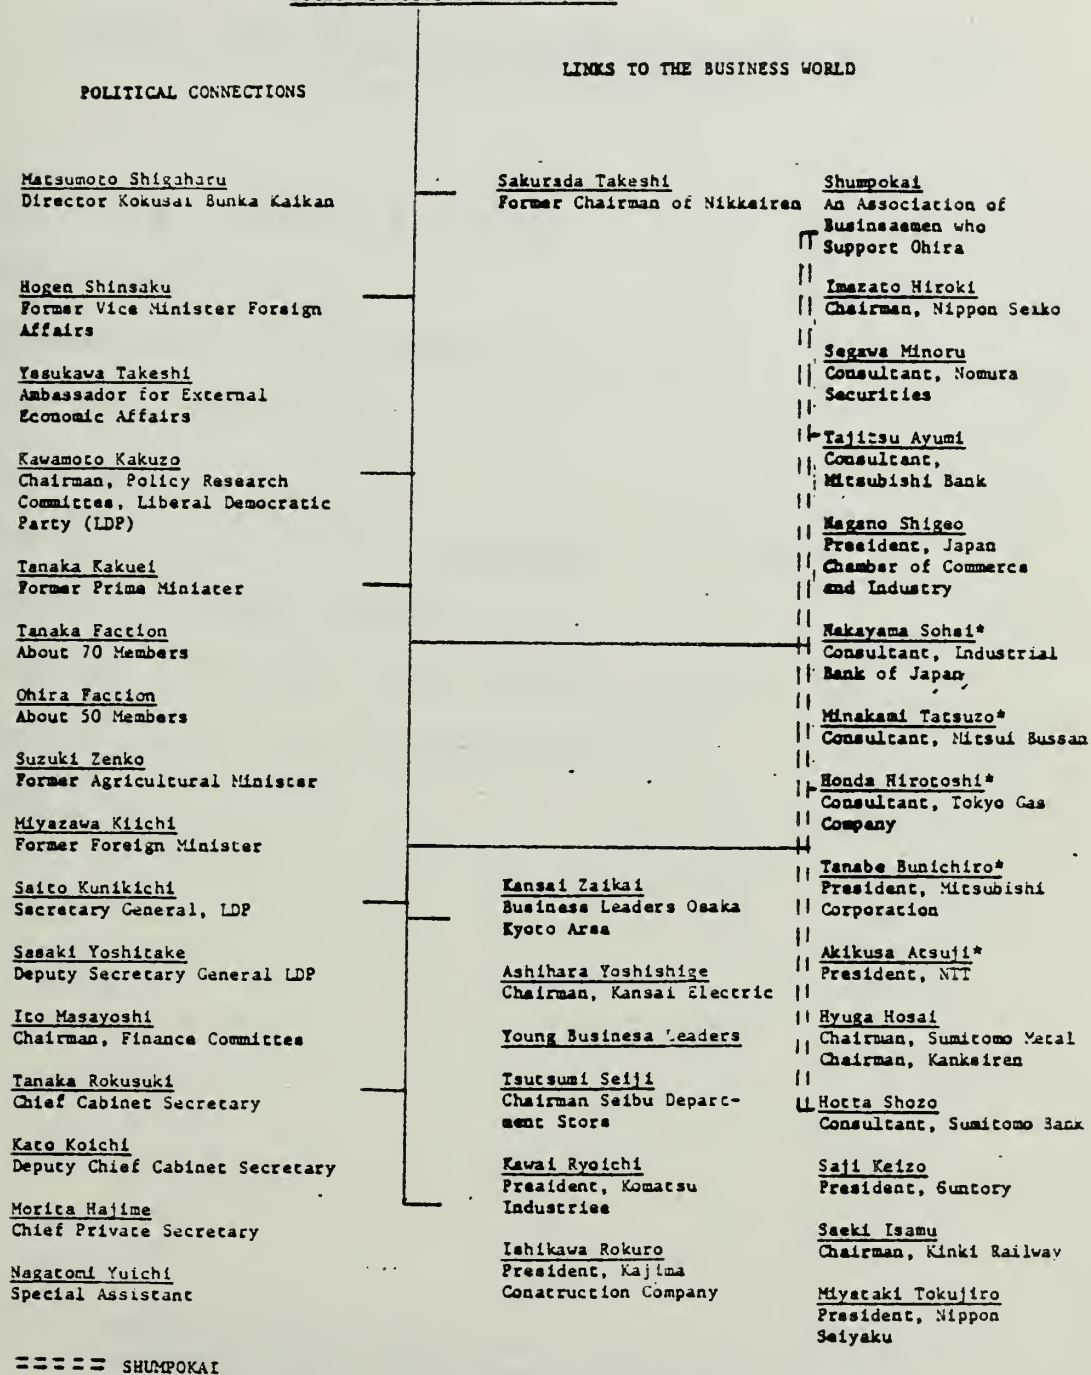 LINKS TO THE BUSINESS WORLD
POLITICAL CONNECTIONS
Matsumoto Shigaharu
Director Kokusai Bunka Kaikan
Hogen Shinsaku
Former Vice Minister Foreign
Affairs
Yasukawa Takeshi
Ambassador for External
Economic Affairs
Kawamoto Kakuzo
Chairman, Policy Research
Committee, Liberal Democratic
Party (LDP)
Tanaka Kakuei
Former Prime Minister
Tanaka Faction
About 70 Members
Ohira Faction
About 50 Members
Suzuki Zenko
Former Agricultural Minister
Miyazawa Kiichi
Former Foreign Minister
Saito Kunikichi
Secretary General, LDP
Sasaki Yoshitake
Deputy Secretary General LDP
Ito Masayoshi
Chairman, Finance Committee
Tanaka Rokusuki
Chief Cabinet Secretary
Kato Koichi
Deputy Chief Cabinet Secretary
Morita Hajime
Chief Private Secretary
Nagatomi Yuichi
Special Assistant
Sakurada Takeshi
Former Chairman of Nikkeiren
Kansai Zaikai
Business Leaders Osaka
Kyoto Area
Ashihara Yoshishige
Chairman, Kansai Electric
Young Business Leaders
Tsutsumi Seiji
Chairman Seibu Depart-
ment Store
Kawai Ryoichi
President, Komatsu
Industries
Ishikawa Rokuro
President, Kajima
Construction Company
Shumpokai
An Association of
Businessmen who
Support Ohira
Imazato Hiroki
Chairman, Nippon Seiko
Segawa Minoru
Consultant, Nomura
Securities
Tajitsu Ayumi
Consultant,
Mitsubishi Bank
Nagano Shigeo
President, Japan
Chamber of Commerce
and Industry
Nakayama Sohei*
Consultant, Industrial
Bank of Japan
Minakami Tatsuzo*
Consultant, Mitsui Bussan
Honda Hirotoshi*
Consultant, Tokyo Gas
Company
Tanabe Bunichiro*
President, Mitsubishi
Corporation
Akikusa Atsuji*
President, NTT
Hyuga Hosai
Chairman, Sumitomo Metal
Chairman, Kankeiren
Hotta Shozo
Consultant, Sumitomo Bank
Saji Keizo
President, Suntory
Saeki Isamu
Chairman, Kinki Railway
Miyataki Tokujiro
President, Nippon
Seiyaku
===== SHUMPOKAI